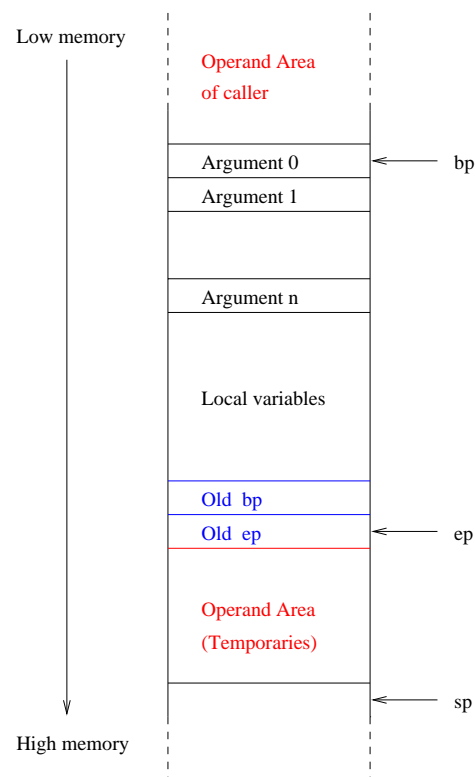 Low memory
Operand Area
of caller
Argument 0
bp
Argument 1
Argument n
Local variables
Old bp
Old ep
ep
Operand Area
(Temporaries)
sp
High memory